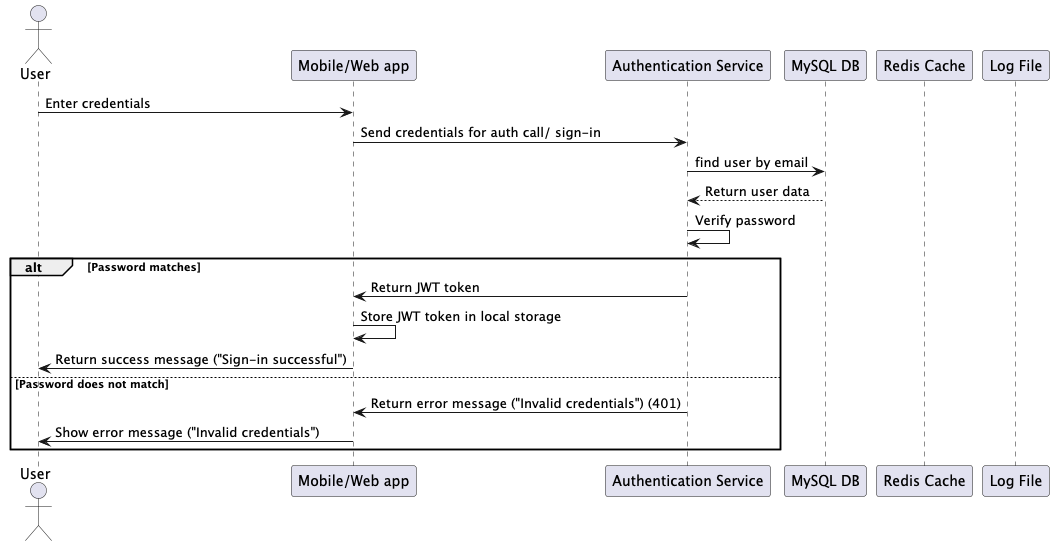 User
Mobile/Web app
Authentication Service
MySQL DB
Redis Cache
Log File
Enter credentials
Send credentials for auth call/ sign-in
find user by email
Return user data
Verify password
alt
[Password matches]
Return JWT token
Store JWT token in local storage
Return success message ("Sign-in successful")
[Password does not match]
Return error message ("Invalid credentials") (401)
Show error message ("Invalid credentials")
User
Mobile/Web app
Authentication Service
MySQL DB
Redis Cache
Log File